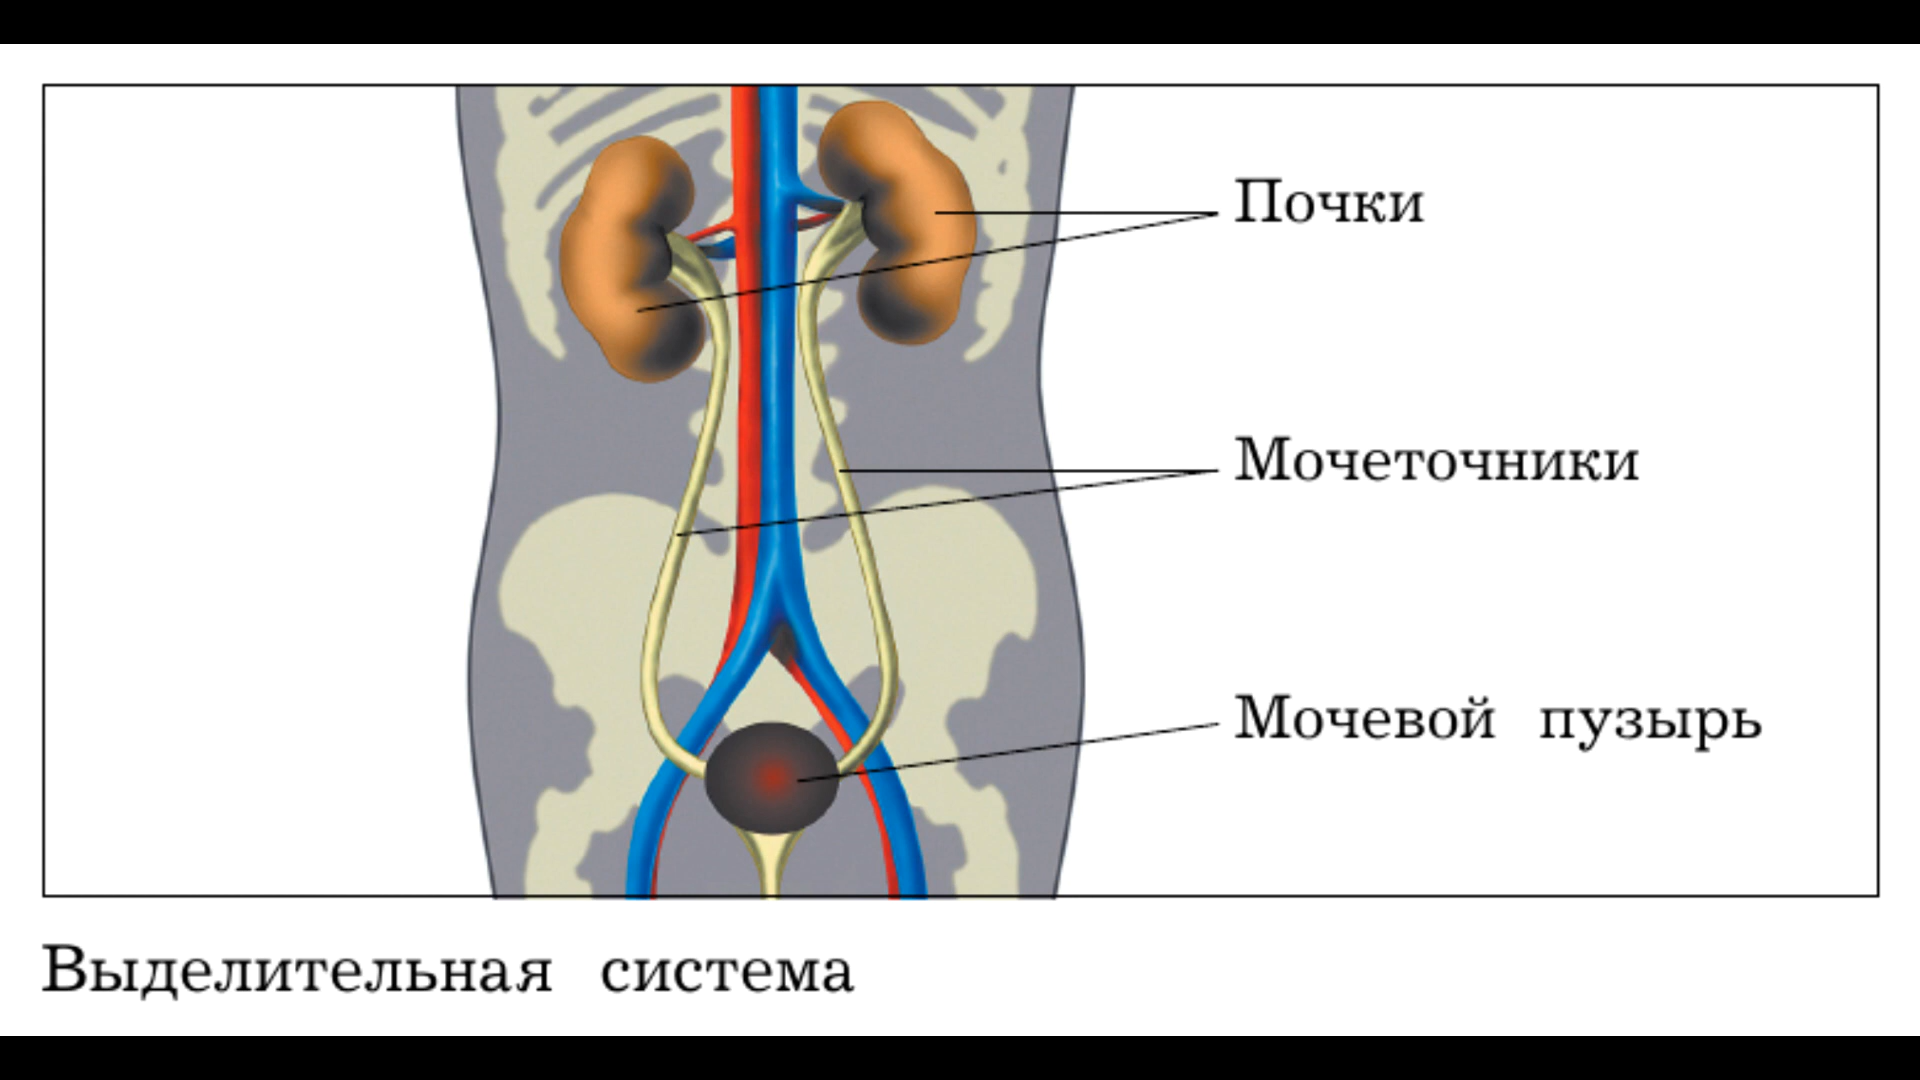 Почки
Мочеточники
Мочевой пузырь
Выделительная система